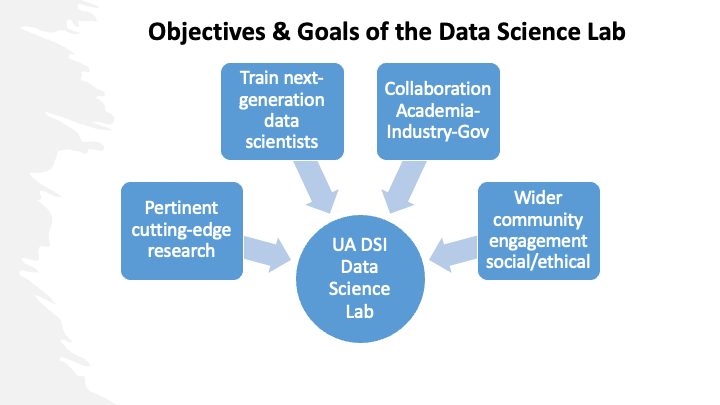 Objectives & Goals of the Data Science Lab
Train next-
generation
data
scientists
Collaboration
Academia-
Industry-Gov
Pertinent
cutting-edge
research
Wider
community
engagement
social/ethical
UA DSI
Data
Science
Lab